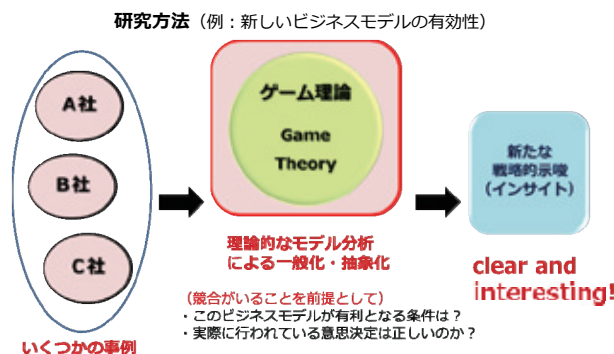 研究方法（例：新しいビジネスモデルの有効性）
A社
B社
C社
いくつかの事例
ゲーム理論
Game
Theory
理論的なモデル分析
による一般化・抽象化
（競合がいることを前提として）
・このビジネスモデルが有利となる条件は？
・実際に行われている意思決定は正しいのか？
新たな
戦略的示唆
（インサイト）
clear and
interesting!